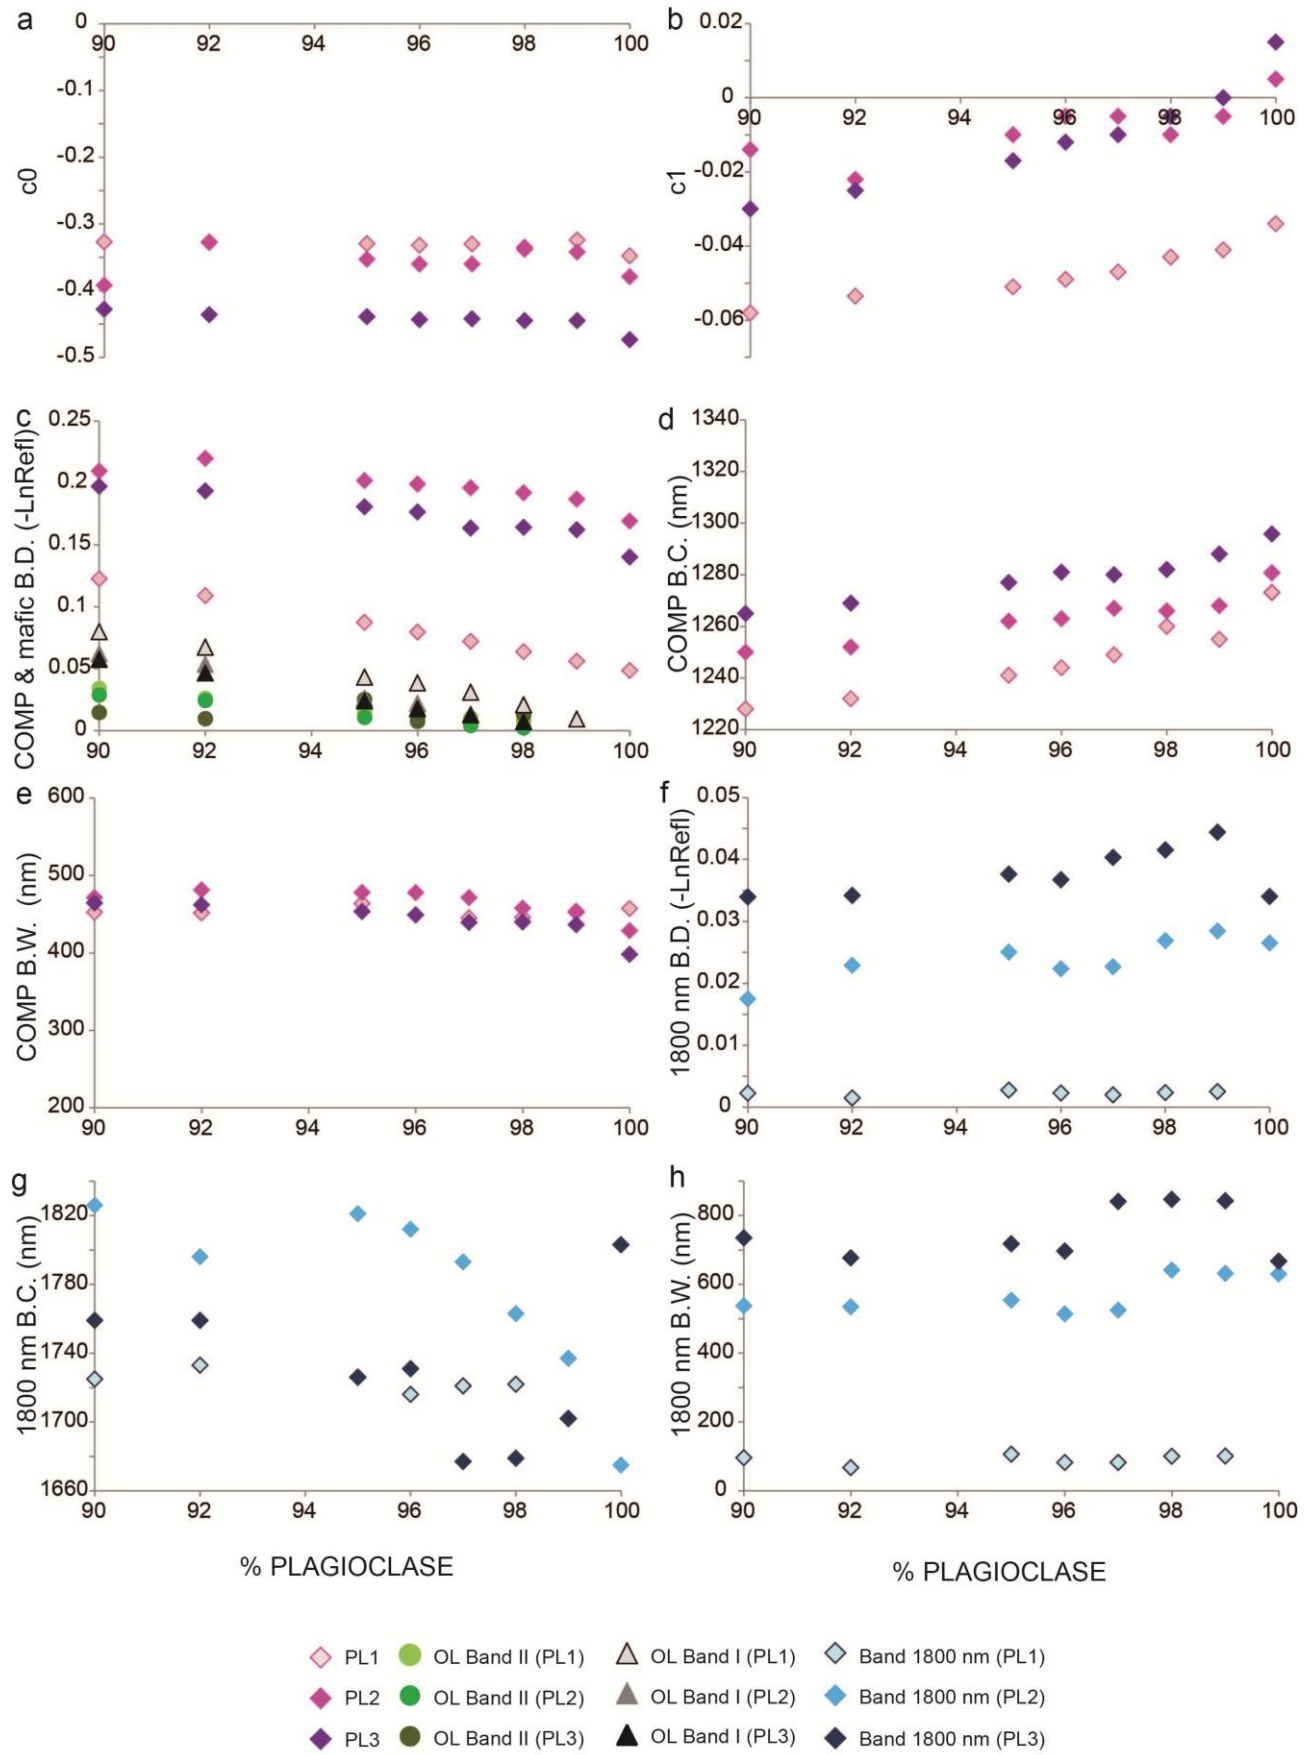 a
b
0
90 92 94 96 98 100
-0.1
-0.2
-0.3
-0.4
-0.5
c0
0.02
0
90 92 94 96 98 100
-0.02
-0.04
-0.06
c1
c
0.25
0.2
0.15
0.1
0.05
0
90 92 94 96 98 100
COMP & mafic B.D. (-LnRefl)
d
1340
1320
1300
1280
1260
1240
1220
90 92 94 96 98 100
COMP B.C. (nm)
e
600
500
400
300
200
90 92 94 96 98 100
COMP B.W. (nm)
f
0.05
0.04
0.03
0.02
0.01
0
90 92 94 96 98 100
1800 nm B.D. (-LnRefl)
g
1820
1780
1740
1700
1660
90 92 94 96 98 100
1800 nm B.C. (nm)
h
800
600
400
200
0
90 92 94 96 98 100
1800 nm B.W. (nm)
% PLAGIOCLASE
% PLAGIOCLASE
PL1 OL Band II (PL1) OL Band I (PL1) Band 1800 nm (PL1)
PL2 OL Band II (PL2) OL Band I (PL2) Band 1800 nm (PL2)
PL3 OL Band II (PL3) OL Band I (PL3) Band 1800 nm (PL3)